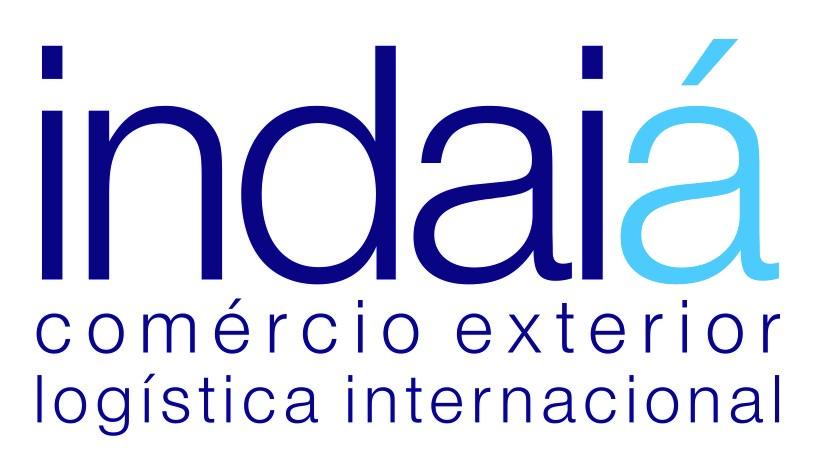 indaiá
comércio exterior
logística internacional